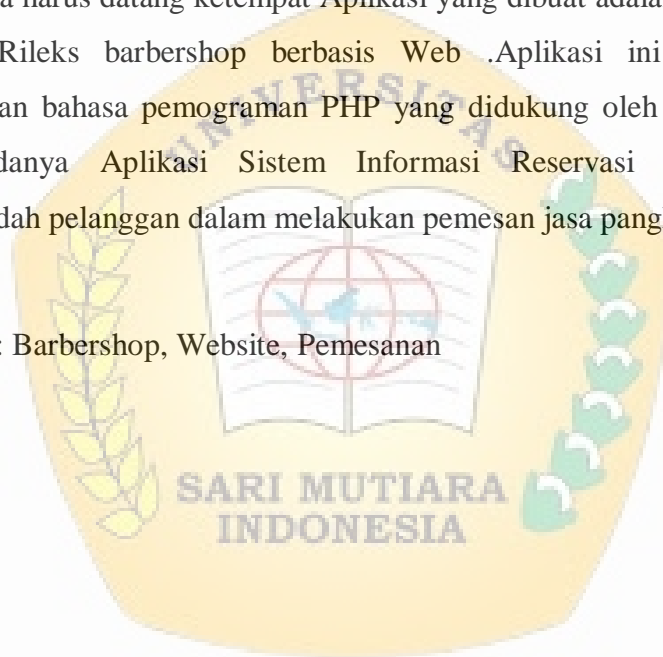 a harus datang ketempat Aplikasi yang dibuat adala
Rileks barbershop berbasis Web .Aplikasi ini
an bahasa pemograman PHP yang didukung oleh
danya Aplikasi Sistem Informasi Reservasi
dah pelanggan dalam melakukan pemesan jasa pang
: Barbershop, Website, Pemesanan
UNIVERSITAS
SARI MUTIARA
INDONESIA